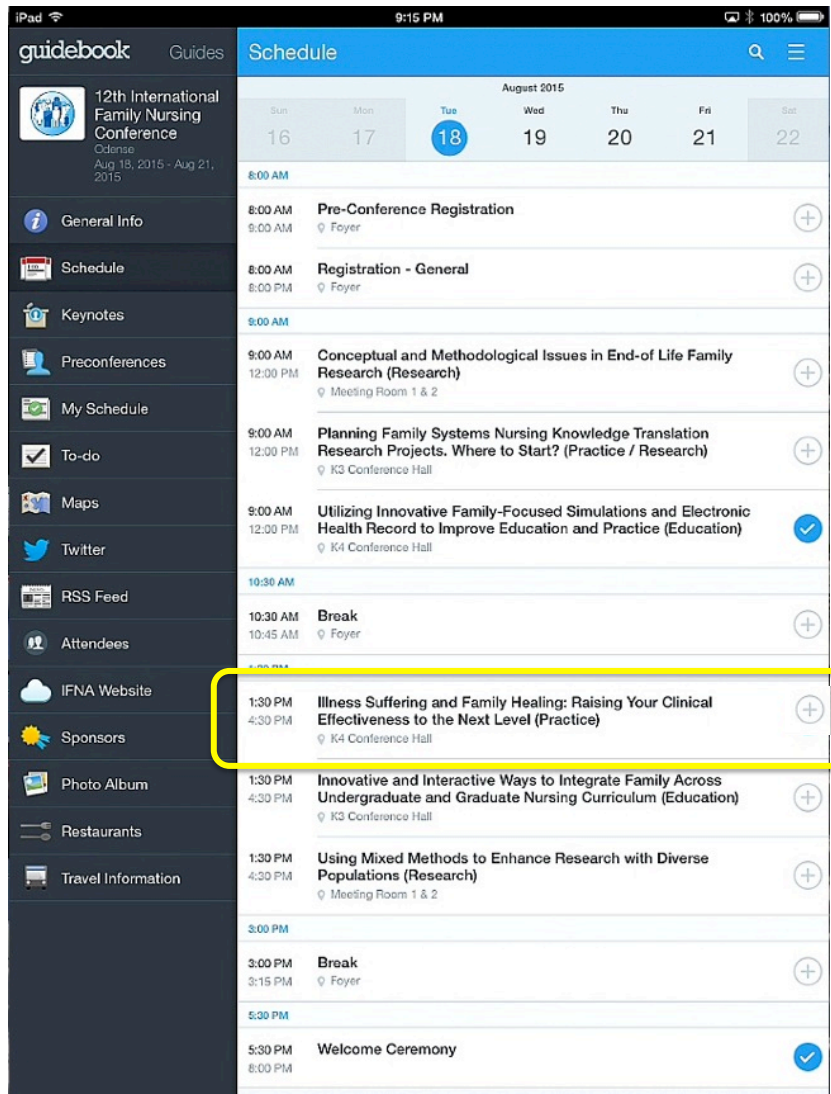 iPad 9:15 PM 100%
guidebook Guides
12th International
Family Nursing
Conference
Odense
Aug 18, 2015 - Aug 21,
2015
General Info
Schedule
Keynotes
Preconferences
My Schedule
To-do
Maps
Twitter
RSS Feed
Attendees
IFNA Website
Sponsors
Photo Album
Restaurants
Travel Information
Schedule
August 2015
Sun Mon Tue Wed Thu Fri Sat
16 17 18 19 20 21 22
8:00 AM
8:00 AM Pre-Conference Registration
9:00 AM Foyer
8:00 AM Registration - General
8:00 PM Foyer
9:00 AM
9:00 AM Conceptual and Methodological Issues in End-of Life Family
12:00 PM Research (Research)
Meeting Room 1 & 2
9:00 AM Planning Family Systems Nursing Knowledge Translation
12:00 PM Research Projects. Where to Start? (Practice / Research)
K3 Conference Hall
9:00 AM Utilizing Innovative Family-Focused Simulations and Electronic
12:00 PM Health Record to Improve Education and Practice (Education)
K4 Conference Hall
10:30 AM
10:30 AM Break
10:45 AM Foyer
1:30 PM
1:30 PM Illness Suffering and Family Healing: Raising Your Clinical
4:30 PM Effectiveness to the Next Level (Practice)
K4 Conference Hall
1:30 PM Innovative and Interactive Ways to Integrate Family Across
4:30 PM Undergraduate and Graduate Nursing Curriculum (Education)
K3 Conference Hall
1:30 PM Using Mixed Methods to Enhance Research with Diverse
4:30 PM Populations (Research)
Meeting Room 1 & 2
3:00 PM
3:00 PM Break
3:15 PM Foyer
5:30 PM
5:30 PM Welcome Ceremony
8:00 PM